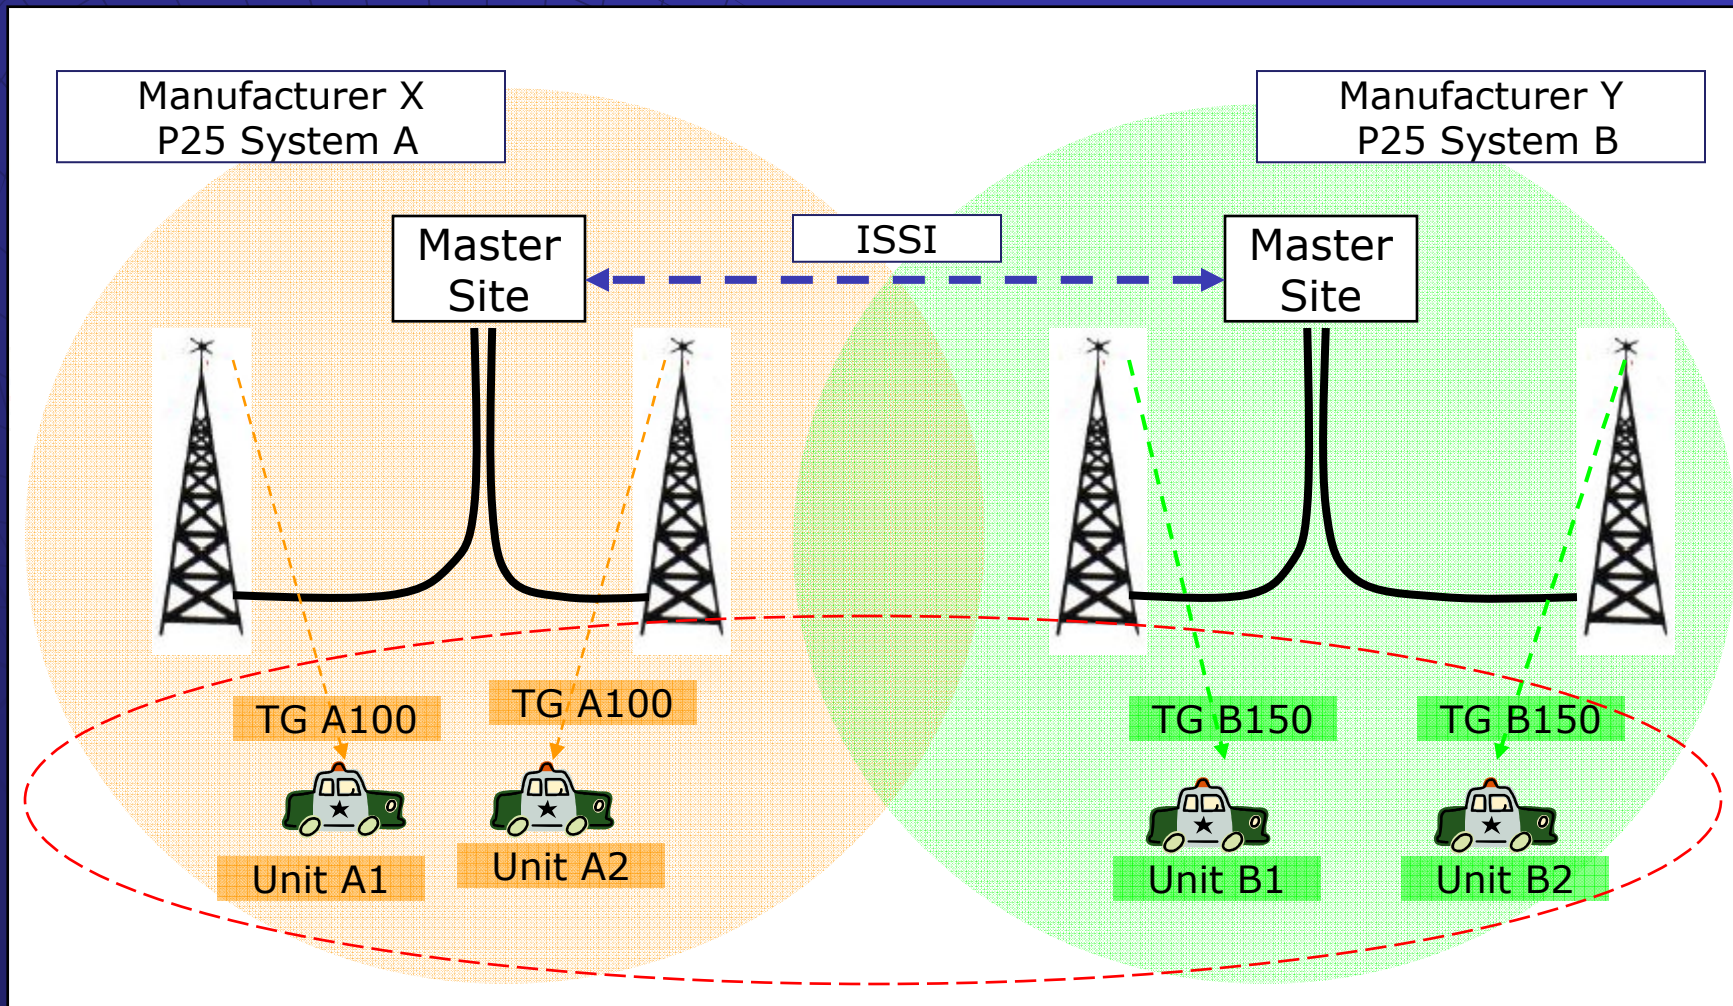 Manufacturer X
P25 System A
Manufacturer Y
P25 System B
Master
Site
ISSI
Master
Site
TG A100
TG A100
TG B150
TG B150
Unit A1
Unit A2
Unit B1
Unit B2